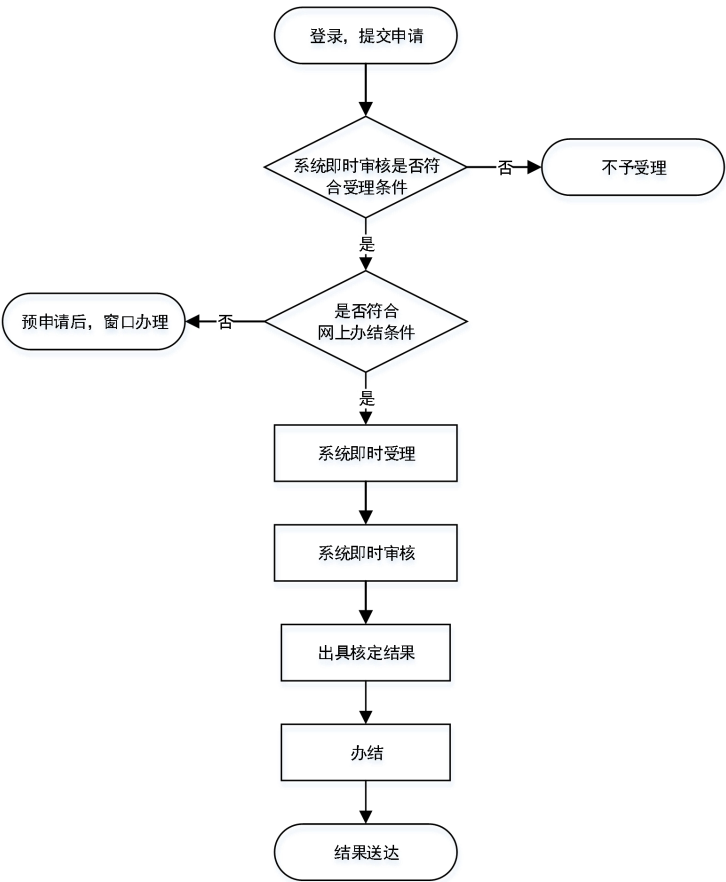 登录，提交申请
系统即时审核是否符
合受理条件
否
不予受理
是
是否符合
网上办结条件
否
预申请后，窗口办理
是
系统即时受理
系统即时审核
出具核定结果
办结
结果送达